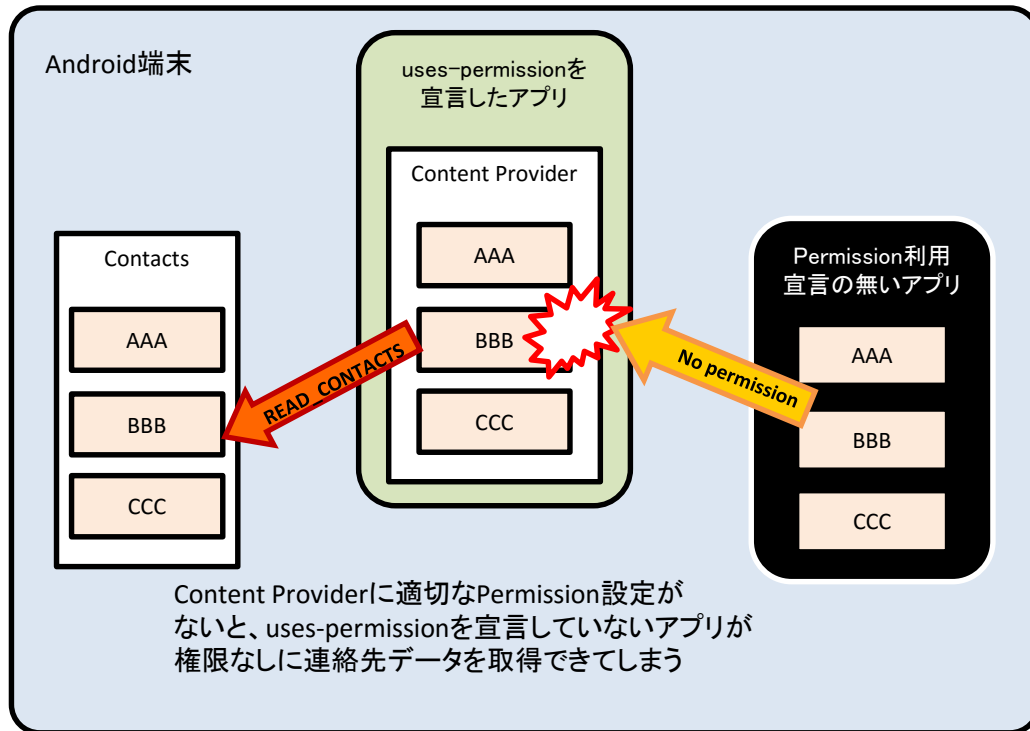 Android端末
uses-permissionを
宣言したアプリ
Content Provider
AAA
BBB
CCC
Contacts
AAA
BBB
CCC
READ_CONTACTS
No permission
Permission利用
宣言の無いアプリ
AAA
BBB
CCC
Content Providerに適切なPermission設定が
ないと、uses-permissionを宣言していないアプリが
権限なしに連絡先データを取得できてしまう